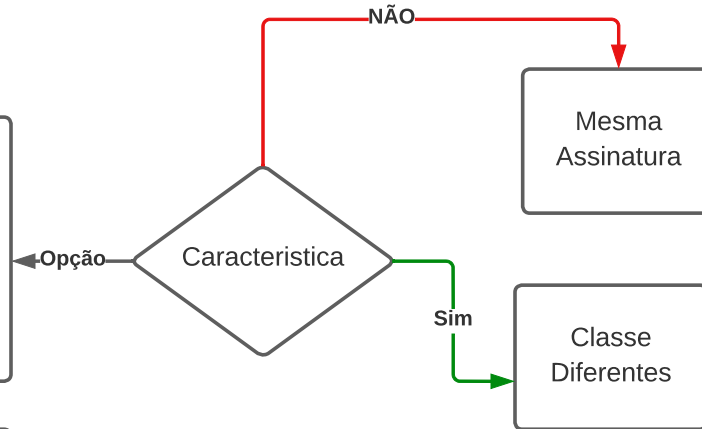 NÃO
Mesma
Assinatura
Opção
Caracteristica
Sim
Classe
Diferentes